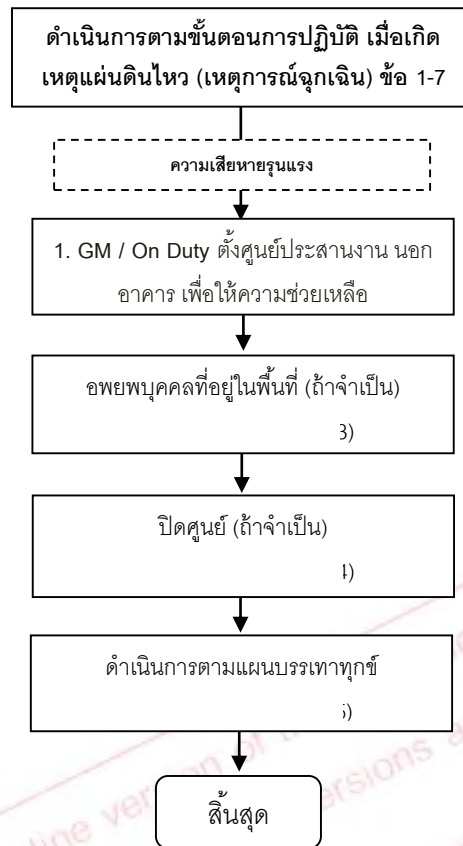 ดำเนินการตามขั้นตอนการปฏิบัติ เมื่อเกิด
เหตุแผ่นดินไหว (เหตุการณ์ฉุกเฉิน) ข้อ 1-7
ความเสียหายรุนแรง
1. GM / On Duty ตั้งศูนย์ประสานงาน นอก
อาคาร เพื่อให้ความช่วยเหลือ
อพยพบุคคลที่อยู่ในพื้นที่ (ถ้าจำเป็น)
3)
ปิดศูนย์ (ถ้าจำเป็น)
4)
ดำเนินการตามแผนบรรเทาทุกข์
)
สิ้นสุด